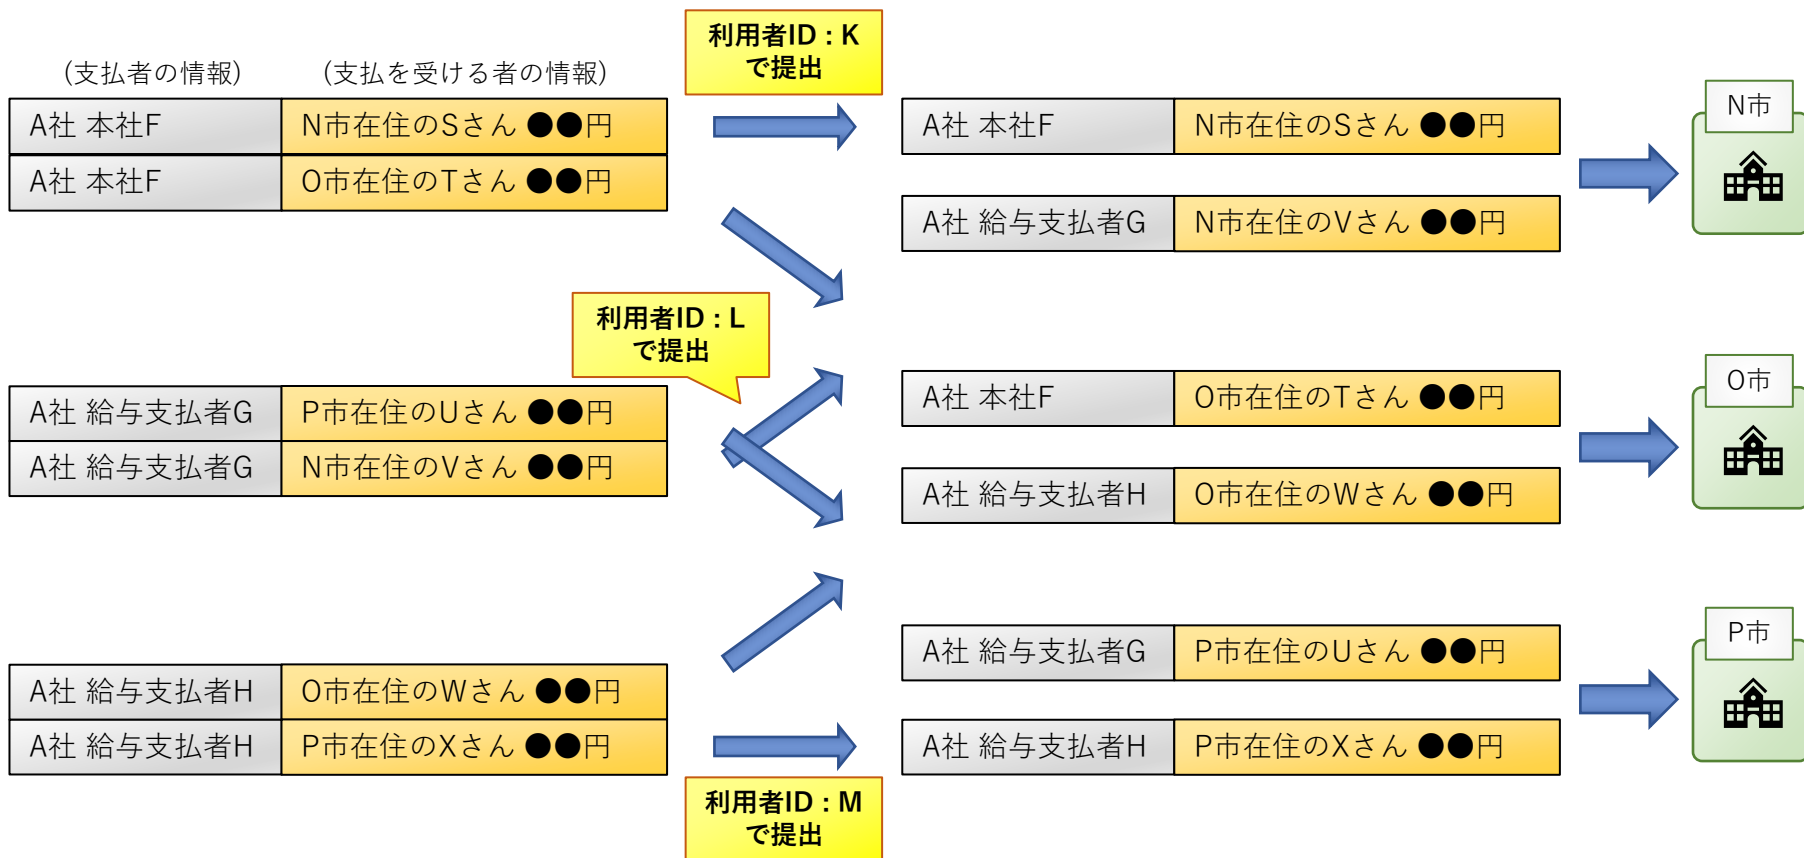 利用者ID：K
で提出
(支払者の情報)
(支払を受ける者の情報)
A社 本社F
N市在住のSさん ●●円
A社 本社F
O市在住のTさん ●●円
利用者ID：L
で提出
A社 給与支払者G
P市在住のUさん ●●円
A社 給与支払者G
N市在住のVさん ●●円
A社 給与支払者H
O市在住のWさん ●●円
A社 給与支払者H
P市在住のXさん ●●円
利用者ID：M
で提出
A社 本社F
N市在住のSさん ●●円
A社 給与支払者G
N市在住のVさん ●●円
N市
A社 本社F
O市在住のTさん ●●円
A社 給与支払者H
O市在住のWさん ●●円
O市
A社 給与支払者G
P市在住のUさん ●●円
A社 給与支払者H
P市在住のXさん ●●円
P市